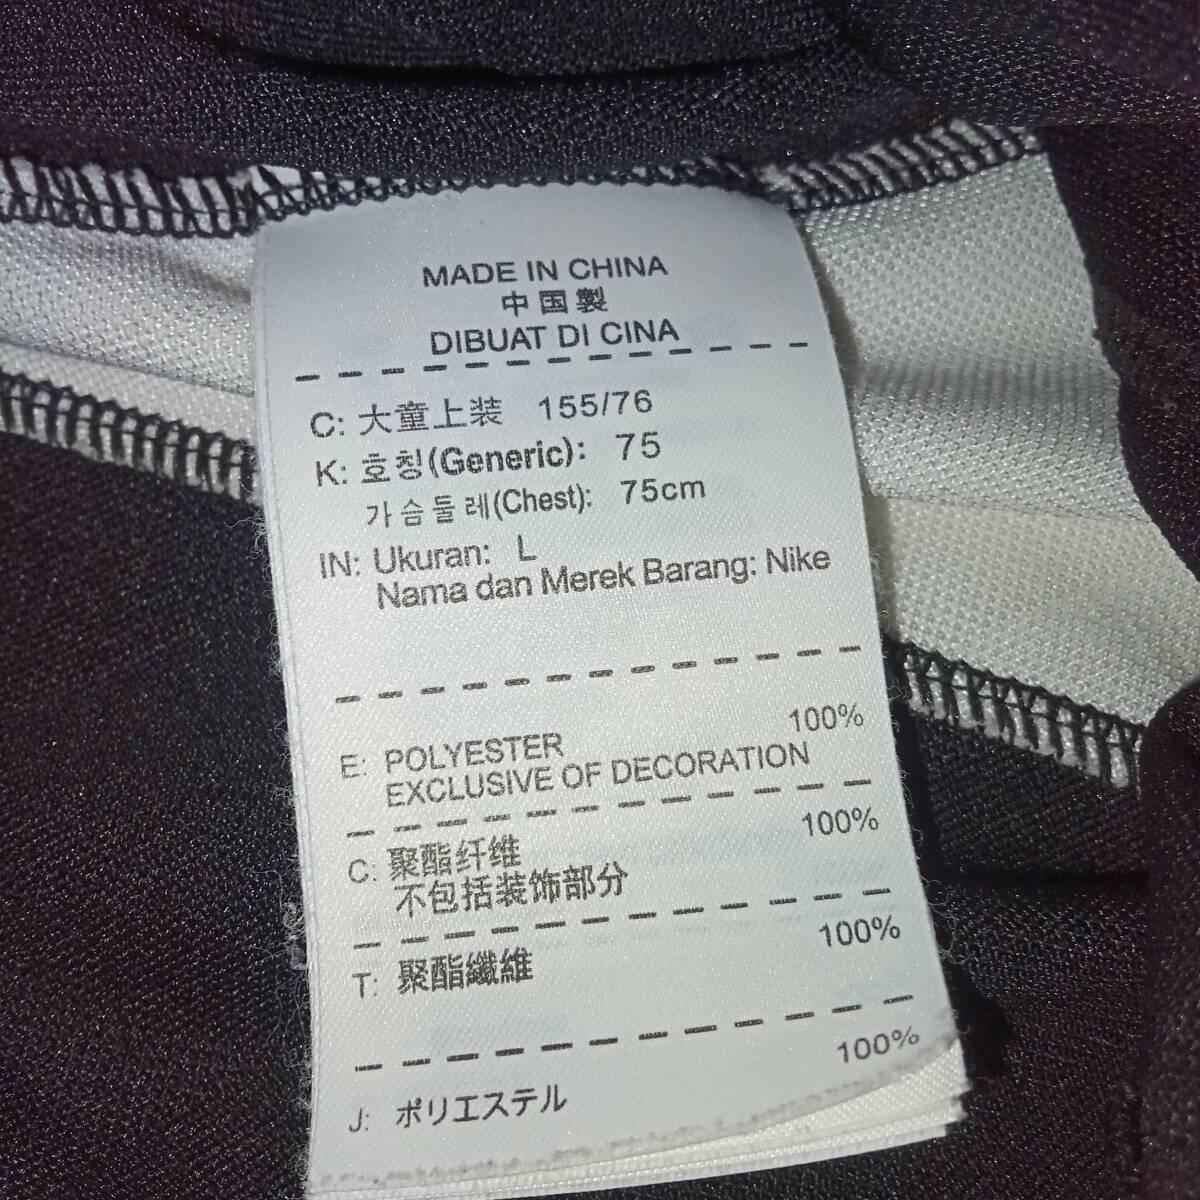 MADE IN CHINA
中国製
DIBUAT DI CINA
C: 大童上装 155/76
K: 호칭(Generic): 75
가슴둘레(Chest): 75cm
IN: Ukuran: L
Nama dan Merek Barang: Nike
100%
E: POLYESTER
EXCLUSIVE OF DECORATION
100%
C: 聚酯纤维
不包括装饰部分
100%
T: 聚酯纖維
100%
J: ポリエステル